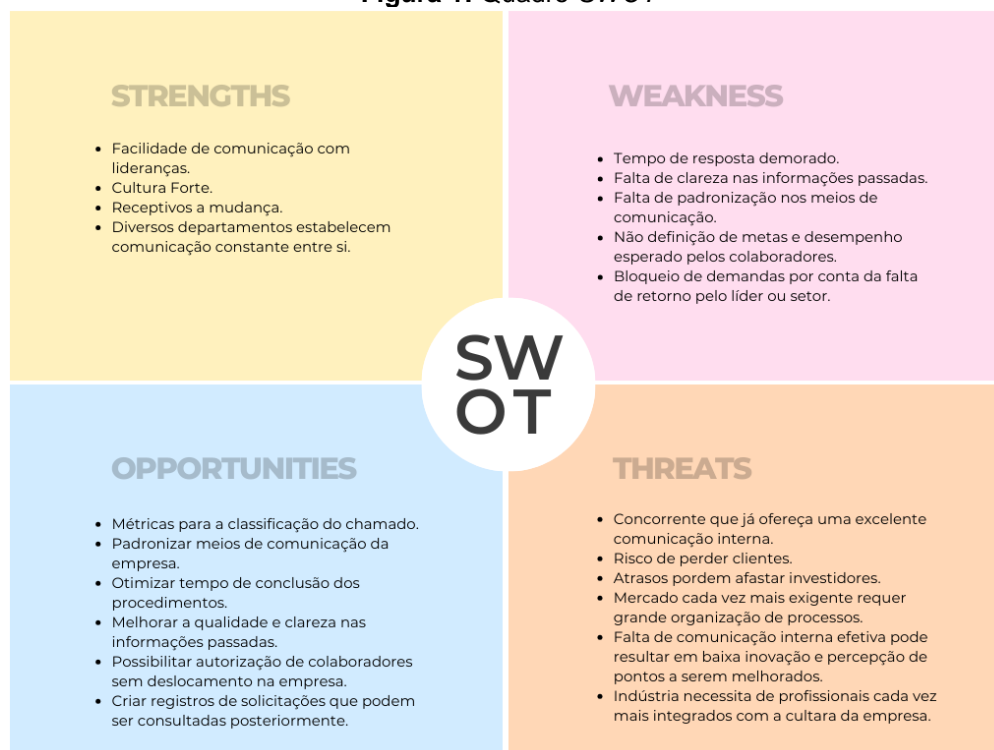 Figura 1: Quadro SWOT
STRENGTHS
Facilidade de comunicação com
lideranças.
Cultura Forte.
Receptivos a mudança.
Diversos departamentos estabelecem
comunicação constante entre si.
WEAKNESS
Tempo de resposta demorado.
Falta de clareza nas informações passadas.
Falta de padronização nos meios de
comunicação.
Não definição de metas e desempenho
esperado pelos colaboradores.
Bloqueio de demandas por conta da falta
de retorno pelo líder ou setor.
SW
OT
OPPORTUNITIES
Métricas para a classificação do chamado.
Padronizar meios de comunicação da
empresa.
Otimizar tempo de conclusão dos
procedimentos.
Melhorar a qualidade e clareza nas
informações passadas.
Possibilitar autorização de colaboradores
sem deslocamento na empresa.
Criar registros de solicitações que podem
ser consultadas posteriormente.
THREATS
Concorrente que já ofereça uma excelente
comunicação interna.
Risco de perder clientes.
Atrasos pordem afastar investidores.
Mercado cada vez mais exigente requer
grande organização de processos.
Falta de comunicação interna efetiva pode
resultar em baixa inovação e percepção de
pontos a serem melhorados.
Indústria necessita de profissionais cada vez
mais integrados com a cultara da empresa.